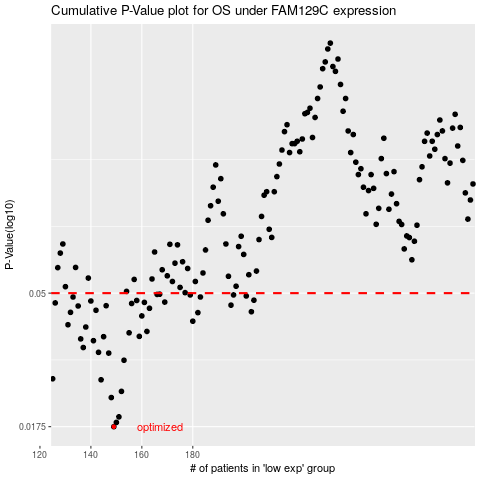 Cumulative P-Value plot for OS under FAM129C expression
P-Value(log10)
0.05
0.0175
optimized
120 140 160 180
# of patients in 'low exp' group